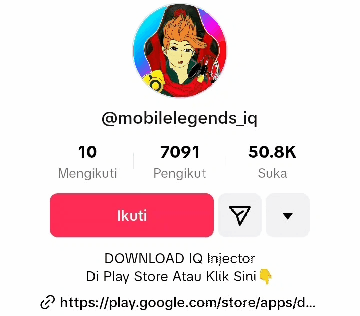 @mobilelegends_iq
10 7091 50.8K
Mengikuti Pengikut Suka
Ikuti
DOWNLOAD IQ Injector
Di Play Store Atau Klik Sini👇
https://play.google.com/store/apps/d...